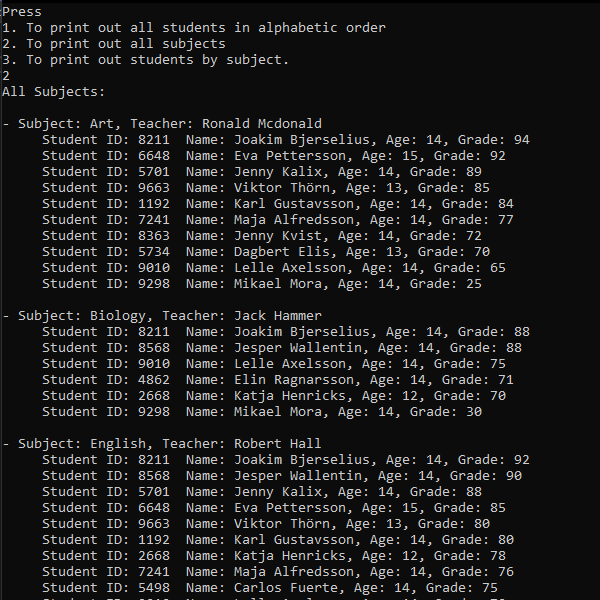 Press
1. To print out all students in alphabetic order
2. To print out all subjects
3. To print out students by subject.
2
All Subjects:
- Subject: Art, Teacher: Ronald Mcdonald
Student ID: 8211  Name: Joakim Bjerselius, Age: 14, Grade: 94
Student ID: 6648  Name: Eva Pettersson, Age: 15, Grade: 92
Student ID: 5701  Name: Jenny Kalix, Age: 14, Grade: 89
Student ID: 9663  Name: Viktor Thörn, Age: 13, Grade: 85
Student ID: 1192  Name: Karl Gustavsson, Age: 14, Grade: 84
Student ID: 7241  Name: Maja Alfredsson, Age: 14, Grade: 77
Student ID: 8363  Name: Jenny Kvist, Age: 14, Grade: 72
Student ID: 5734  Name: Dagbert Elis, Age: 13, Grade: 70
Student ID: 9010  Name: Lelle Axelsson, Age: 14, Grade: 65
Student ID: 9298  Name: Mikael Mora, Age: 14, Grade: 25
- Subject: Biology, Teacher: Jack Hammer
Student ID: 8211  Name: Joakim Bjerselius, Age: 14, Grade: 88
Student ID: 8568  Name: Jesper Wallentin, Age: 14, Grade: 88
Student ID: 9010  Name: Lelle Axelsson, Age: 14, Grade: 75
Student ID: 4862  Name: Elin Ragnarsson, Age: 14, Grade: 71
Student ID: 2668  Name: Katja Henricks, Age: 12, Grade: 70
Student ID: 9298  Name: Mikael Mora, Age: 14, Grade: 30
- Subject: English, Teacher: Robert Hall
Student ID: 8211  Name: Joakim Bjerselius, Age: 14, Grade: 92
Student ID: 8568  Name: Jesper Wallentin, Age: 14, Grade: 90
Student ID: 5701  Name: Jenny Kalix, Age: 14, Grade: 88
Student ID: 6648  Name: Eva Pettersson, Age: 15, Grade: 85
Student ID: 9663  Name: Viktor Thörn, Age: 13, Grade: 80
Student ID: 1192  Name: Karl Gustavsson, Age: 14, Grade: 80
Student ID: 2668  Name: Katja Henricks, Age: 12, Grade: 78
Student ID: 7241  Name: Maja Alfredsson, Age: 14, Grade: 76
Student ID: 5498  Name: Carlos Fuerte, Age: 14, Grade: 75